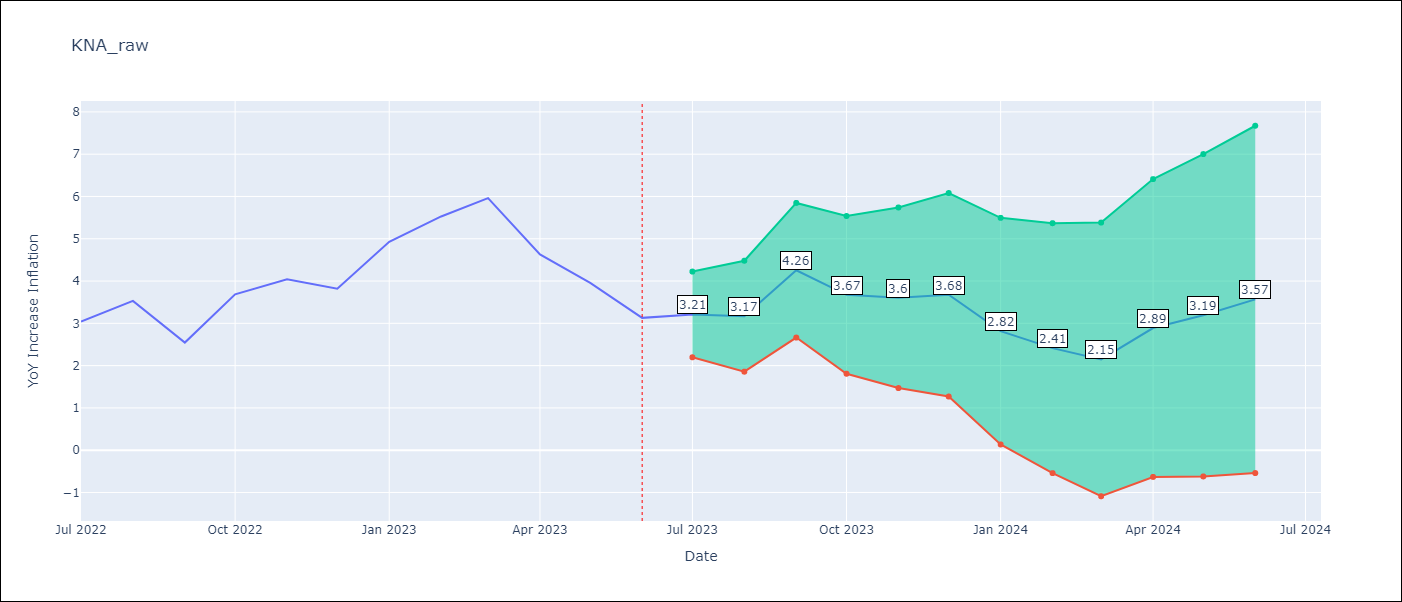 KNA_raw
YoY Increase Inflation
8
7
6
5
4
3
2
1
0
−1
3.21
3.17
4.26
3.67
3.6
3.68
2.82
2.41
2.15
2.89
3.19
3.57
Jul 2022
Oct 2022
Jan 2023
Apr 2023
Jul 2023
Oct 2023
Jan 2024
Apr 2024
Jul 2024
Date